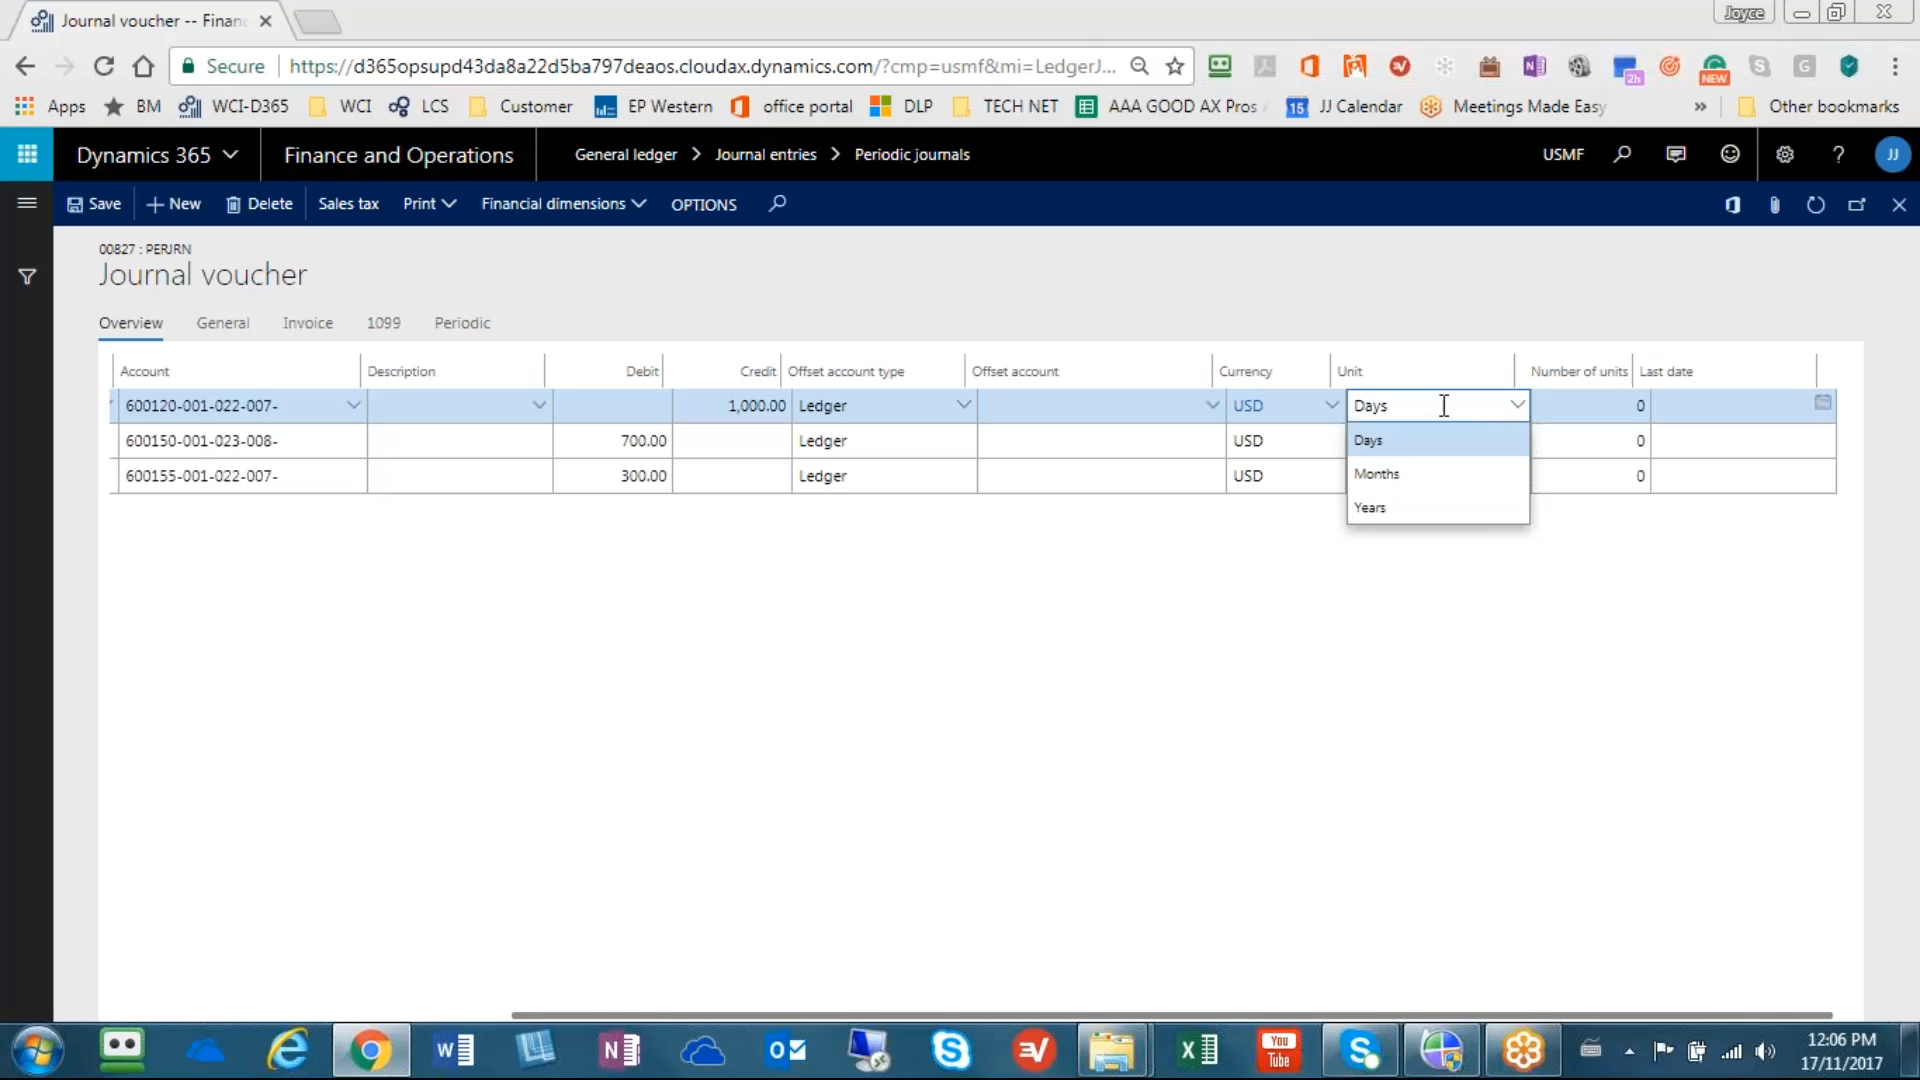 Journal voucher -- Finan
Joyce
Secure
https://d365opsupd43da8a22d5ba797deaos.cloudax.dynamics.com/?cmp=usmf&mi=LedgerJ...
2h
NEW
Apps BM WCI-D365 WCI LCS Customer EP Western office portal DLP TECH NET AAA GOOD AX Pros 15 JJ Calendar Meetings Made Easy » Other bookmarks
Dynamics 365 Finance and Operations General ledger > Journal entries > Periodic journals USMF ? JJ
Save + New Delete Sales tax Print Financial dimensions OPTIONS
00827 : PERJRN
Journal voucher
Overview General Invoice 1099 Periodic
Account Description Debit Credit Offset account type Offset account Currency Unit Number of units Last date
600120-001-022-007- 1,000.00 Ledger USD Days 0
600150-001-023-008- 700.00 Ledger USD Days 0
600155-001-022-007- 300.00 Ledger USD Months 0
Years
You
Tube
12:06 PM
17/11/2017